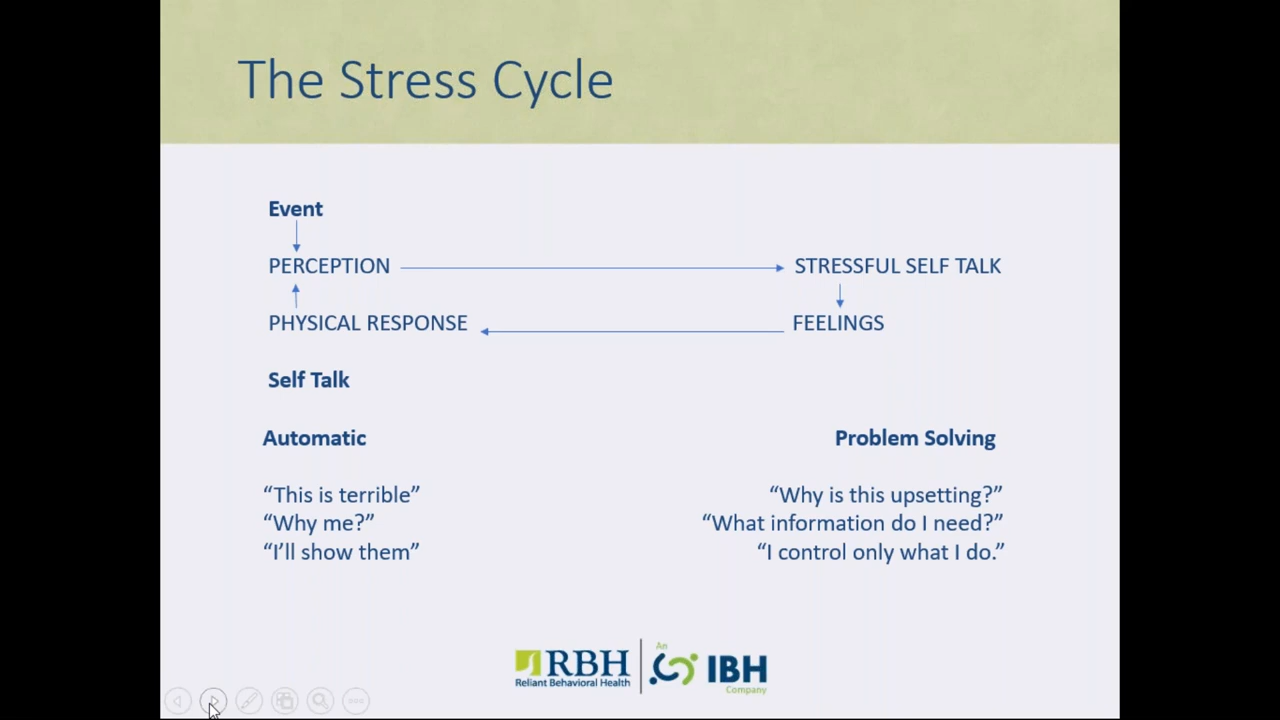 The Stress Cycle
Event
PERCEPTION STRESSFUL SELF TALK
PHYSICAL RESPONSE FEELINGS
Self Talk
Automatic Problem Solving
“This is terrible” “Why is this upsetting?”
“Why me?” “What information do I need?”
“I’ll show them” “I control only what I do.”
RBH
Reliant Behavioral Health
An
IBH
Company